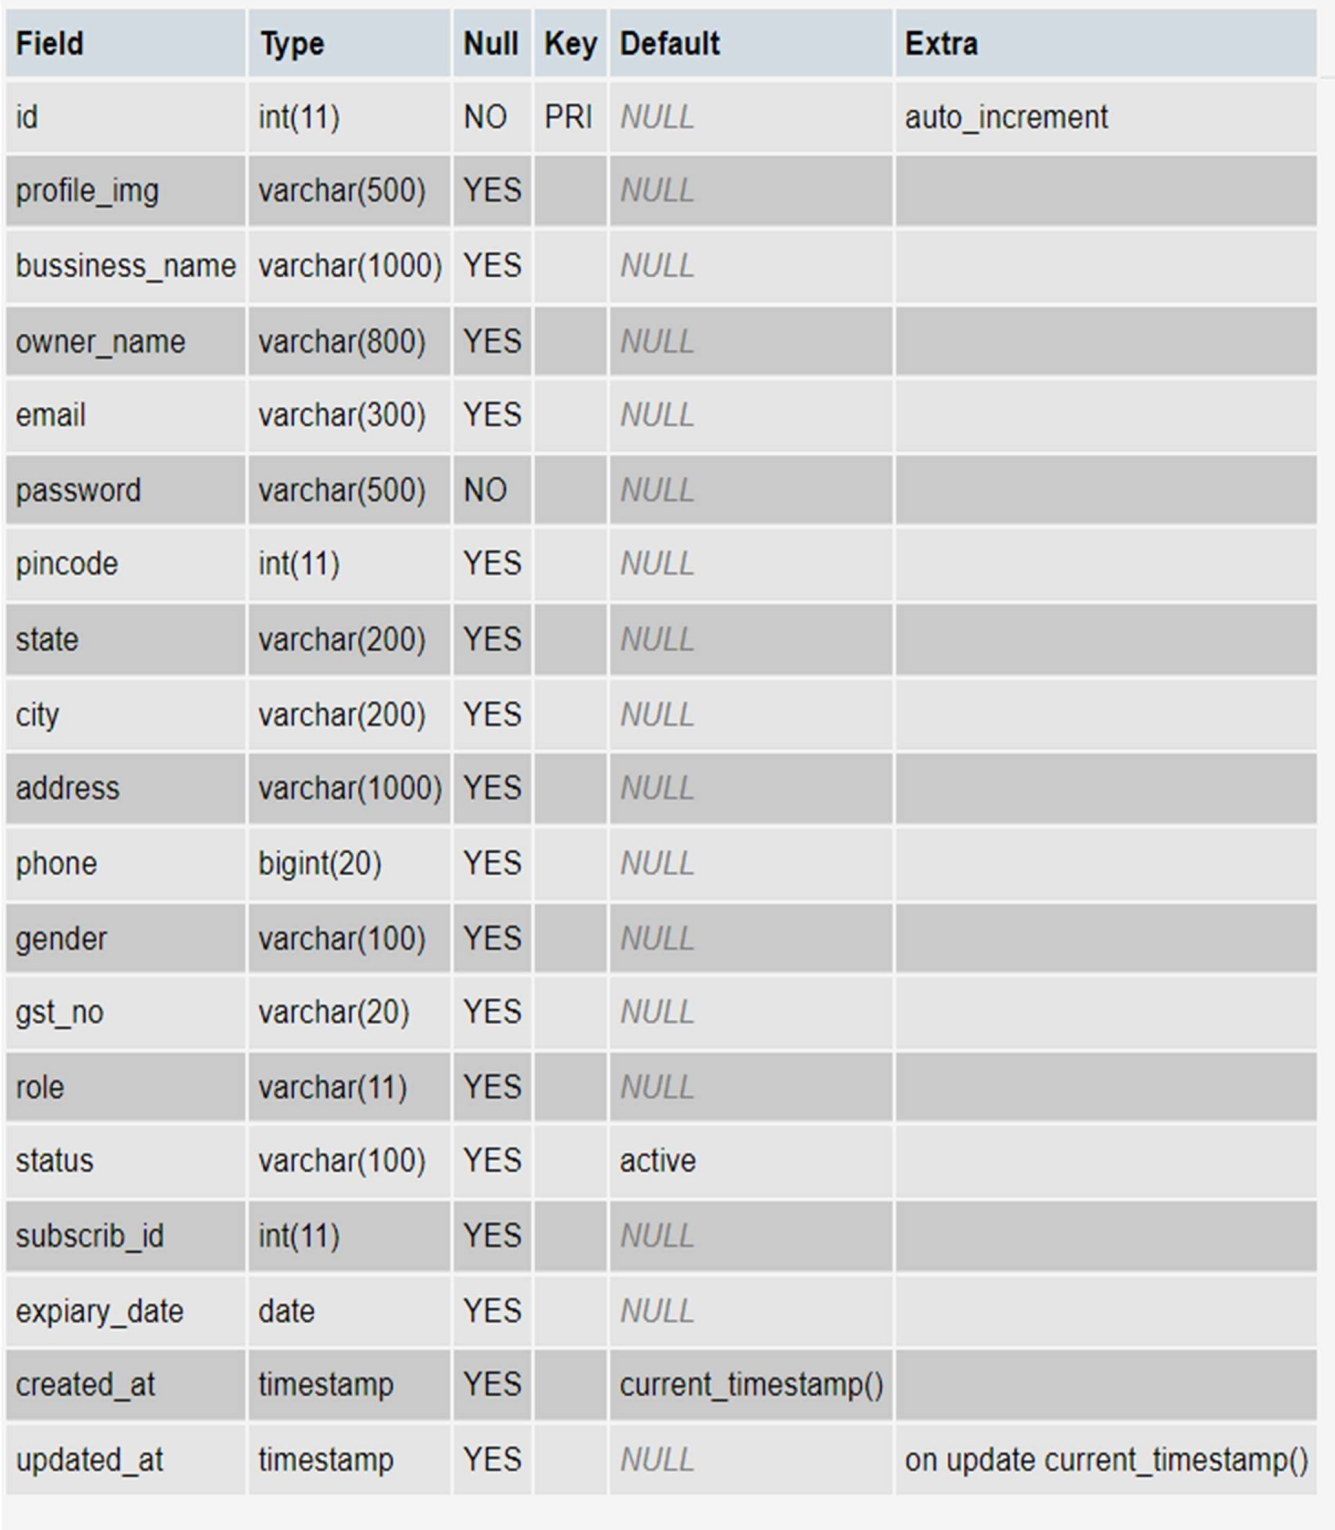 Field Type Null Key Default Extra
id int(11) NO PRI NULL auto_increment
profile_img varchar(500) YES NULL
bussiness_name varchar(1000) YES NULL
owner_name varchar(800) YES NULL
email varchar(300) YES NULL
password varchar(500) NO NULL
pincode int(11) YES NULL
state varchar(200) YES NULL
city varchar(200) YES NULL
address varchar(1000) YES NULL
phone bigint(20) YES NULL
gender varchar(100) YES NULL
gst_no varchar(20) YES NULL
role varchar(11) YES NULL
status varchar(100) YES active
subscrib_id int(11) YES NULL
expiary_date date YES NULL
created_at timestamp YES current_timestamp()
updated_at timestamp YES NULL on update current_timestamp()